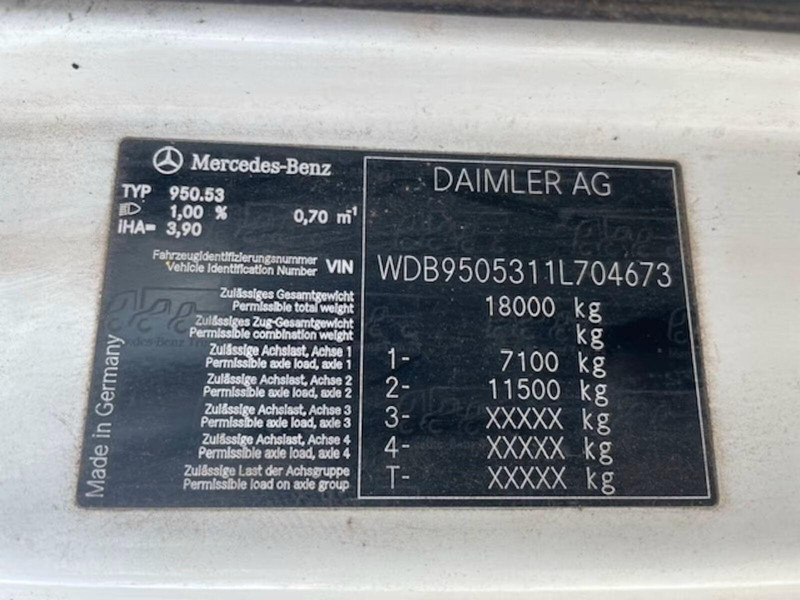 Mercedes-Benz
DAIMLER AG
TYP 950.53
1,00 % 0,70 m-1
iHA= 3,90
Fahrzeugidentifizierungsnummer
Vehicle Identification Number VIN WDB9505311L704673
Zulässiges Gesamtgewicht
Permissible total weight 18000 kg
Zulässiges Zug-Gesamtgewicht
Permissible combination weight kg
Zulässige Achslast, Achse 1
Permissible axle load, axle 1 1- 7100 kg
Zulässige Achslast, Achse 2
Permissible axle load, axle 2 2- 11500 kg
Zulässige Achslast, Achse 3
Permissible axle load, axle 3 3- XXXXX kg
Zulässige Achslast, Achse 4
Permissible axle load, axle 4 4- XXXXX kg
Zulässige Last der Achsgruppe
Permissible load on axle group T- XXXXX kg
Made in Germany